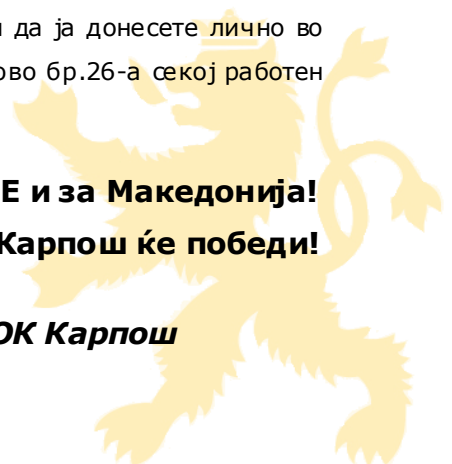 да ја донесете лично во
ово бр.26-а секој работен
Е и за Македонија!
Карпош ќе победи!
ОК Карпош